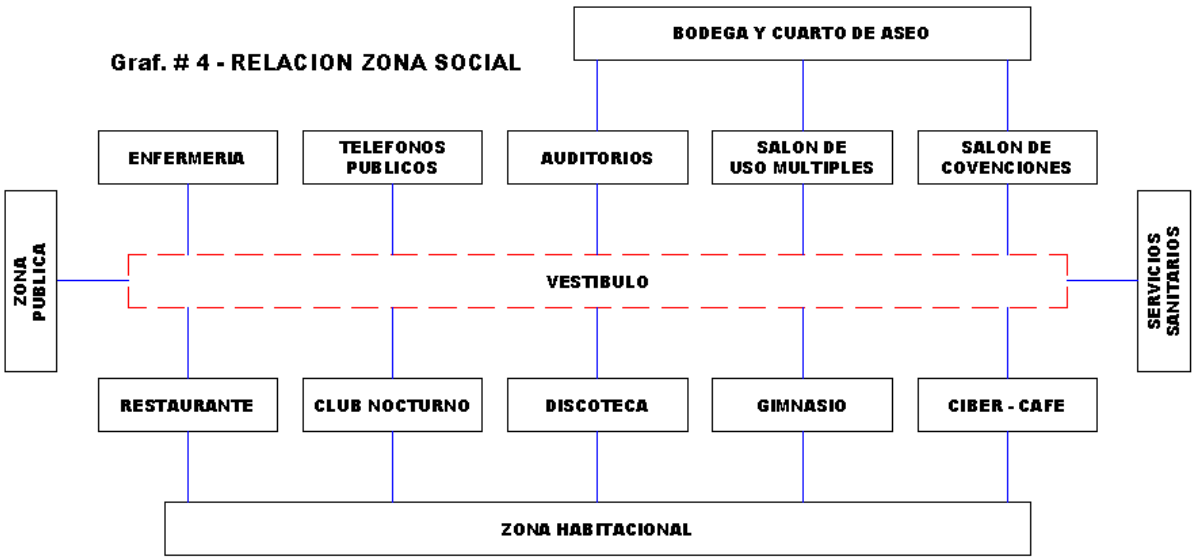 BODEGA Y CUARTO DE ASEO
Graf. # 4 - RELACION ZONA SOCIAL
ENFERMERIA
TELEFONOS
PUBLICOS
AUDITORIOS
SALON DE
USO MULTIPLES
SALON DE
COVENCIONES
ZONA
PUBLICA
VESTIBULO
SERVICIOS
SANITARIOS
RESTAURANTE
CLUB NOCTURNO
DISCOTECA
GIMNASIO
CIBER - CAFE
ZONA HABITACIONAL